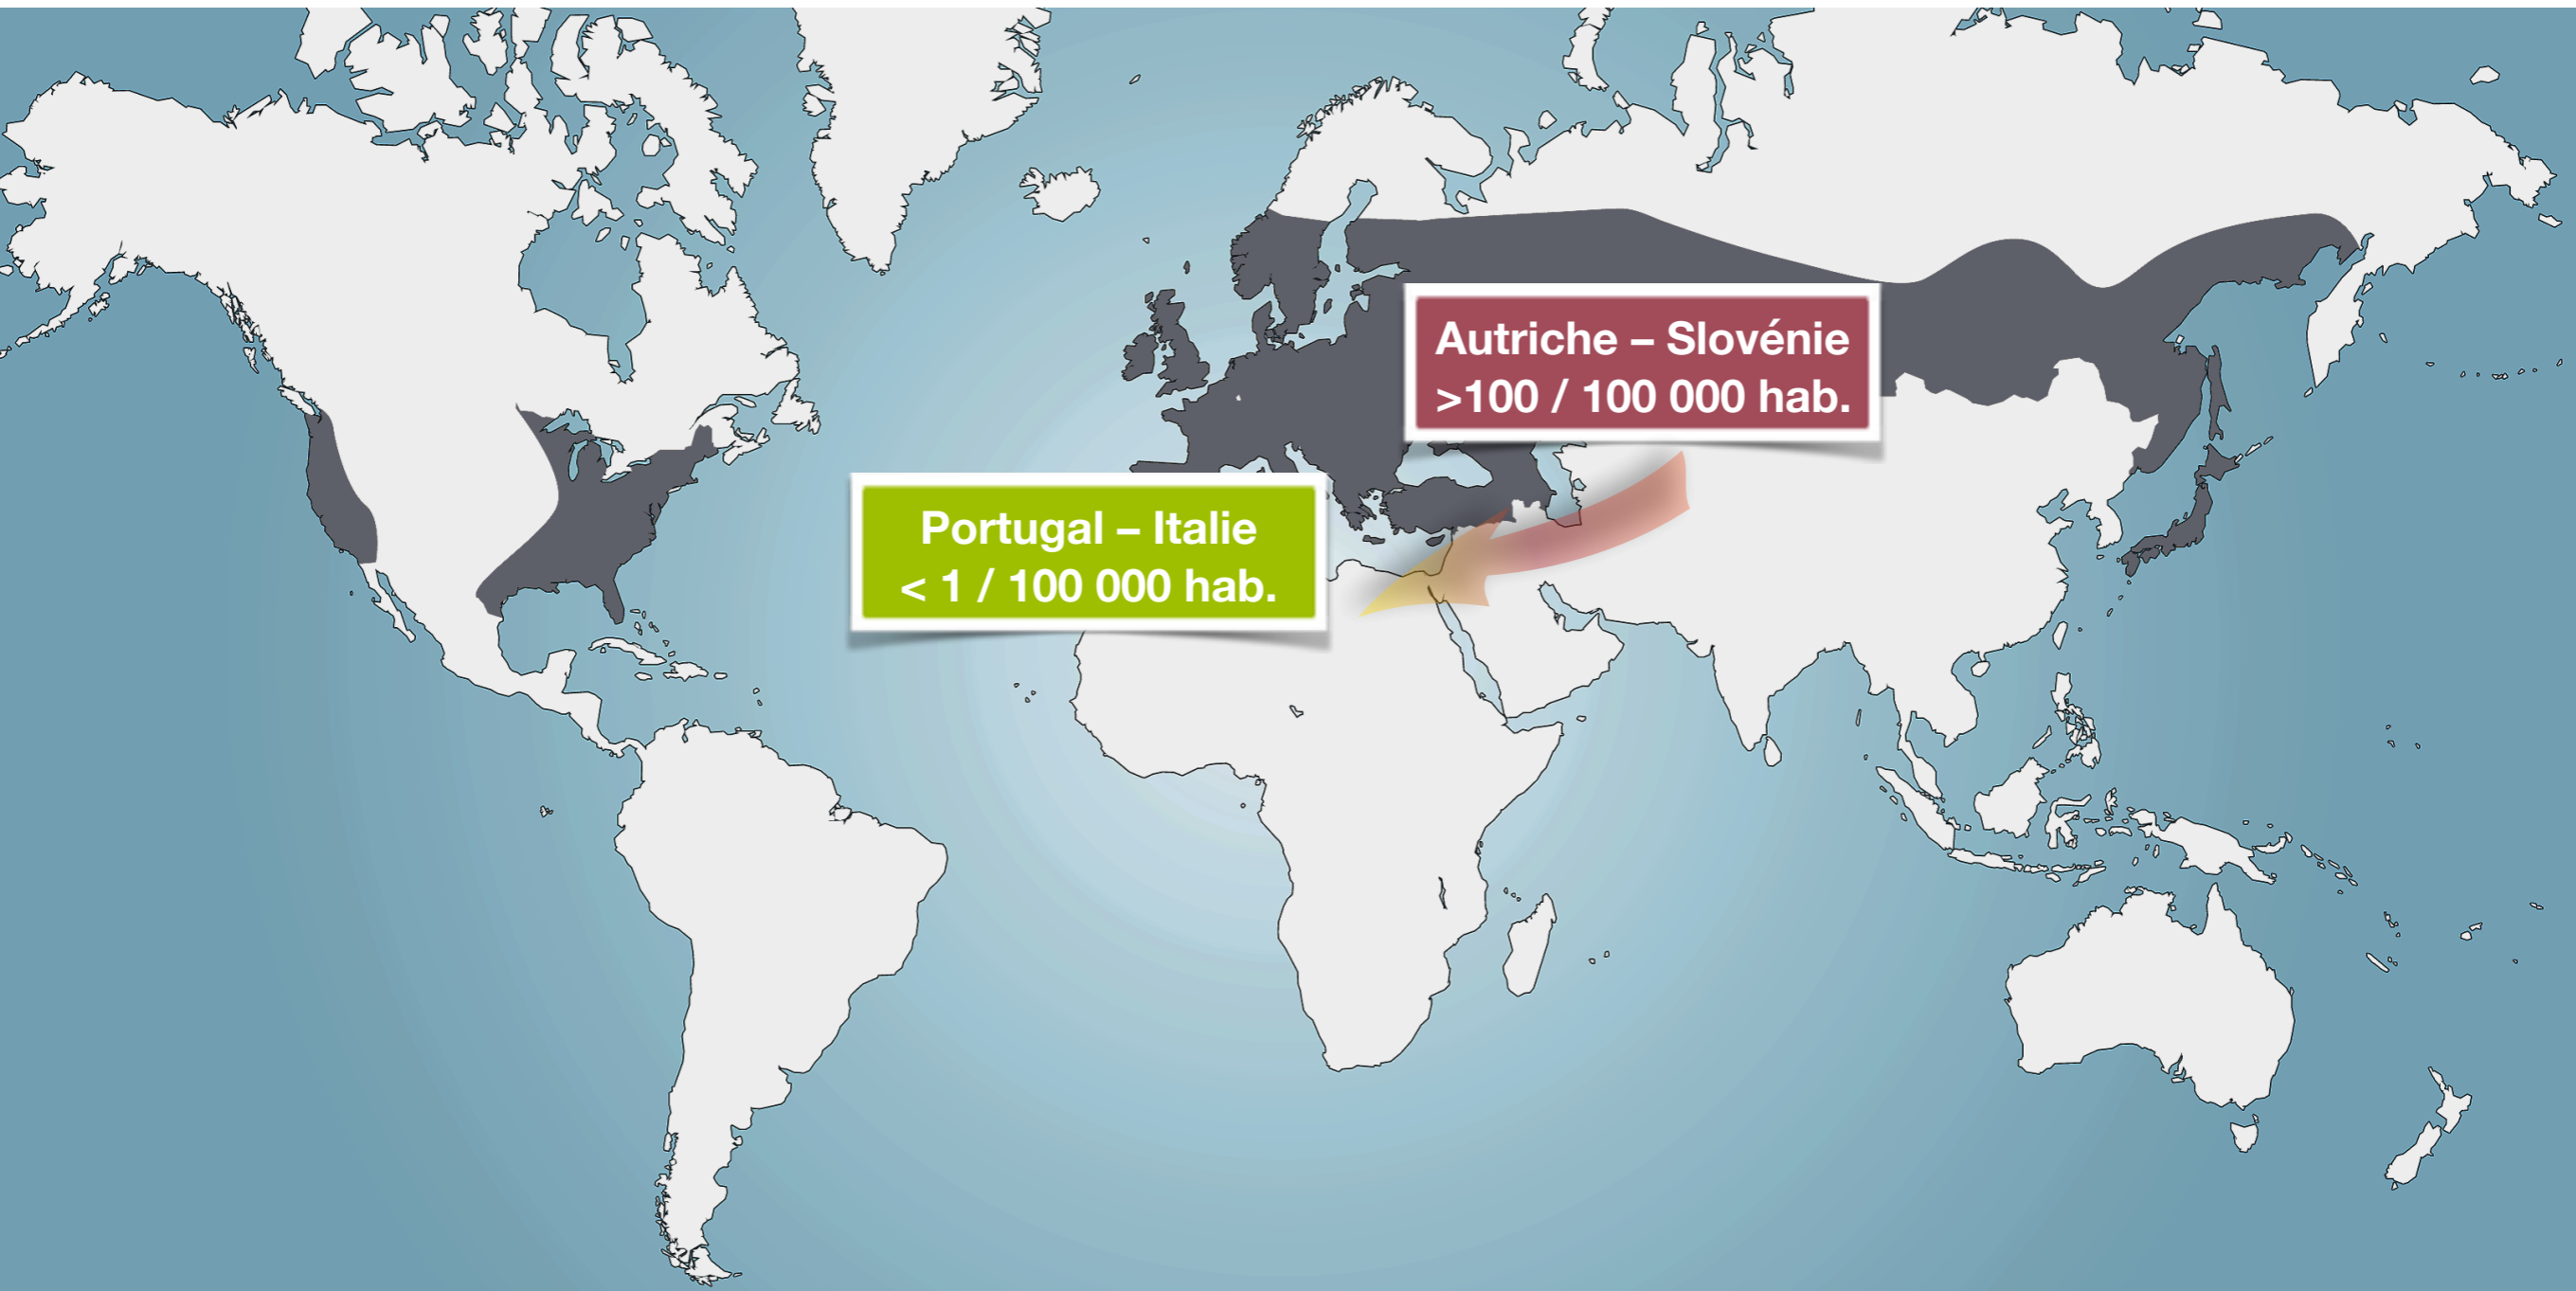 Autriche – Slovénie
>100 / 100 000 hab.
Portugal – Italie
< 1 / 100 000 hab.